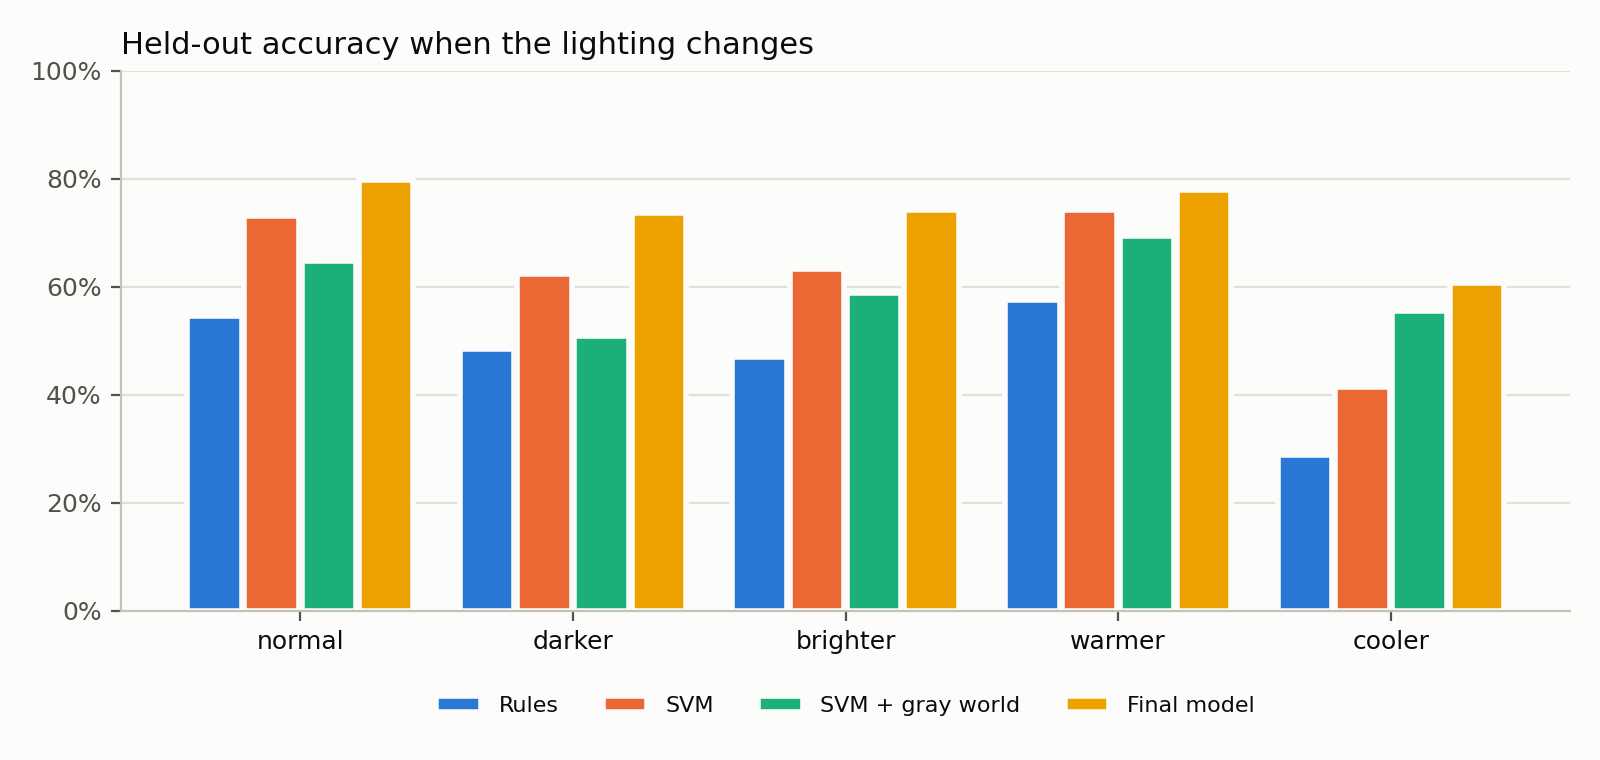 Held-out accuracy when the lighting changes
100%
80%
60%
40%
20%
0%
normal darker brighter warmer cooler
Rules SVM SVM + gray world Final model